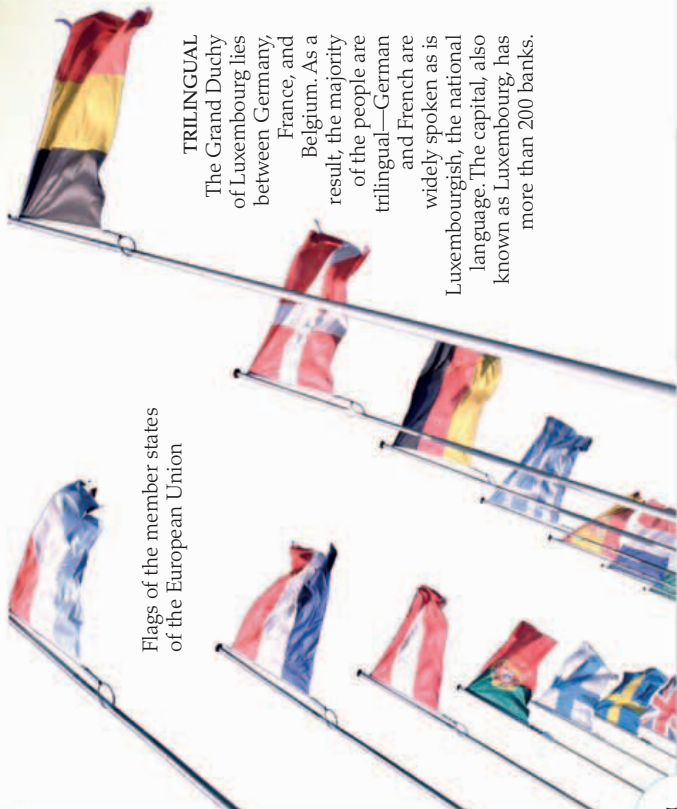 TRILINGUAL
The Grand Duchy
of Luxembourg lies
between Germany,
France, and
Belgium. As a
result, the majority
of the people are
trilingual—German
and French are
widely spoken as is
Luxembourgish, the national
language. The capital, also
known as Luxembourg, has
more than 200 banks.
Flags of the member states
of the European Union